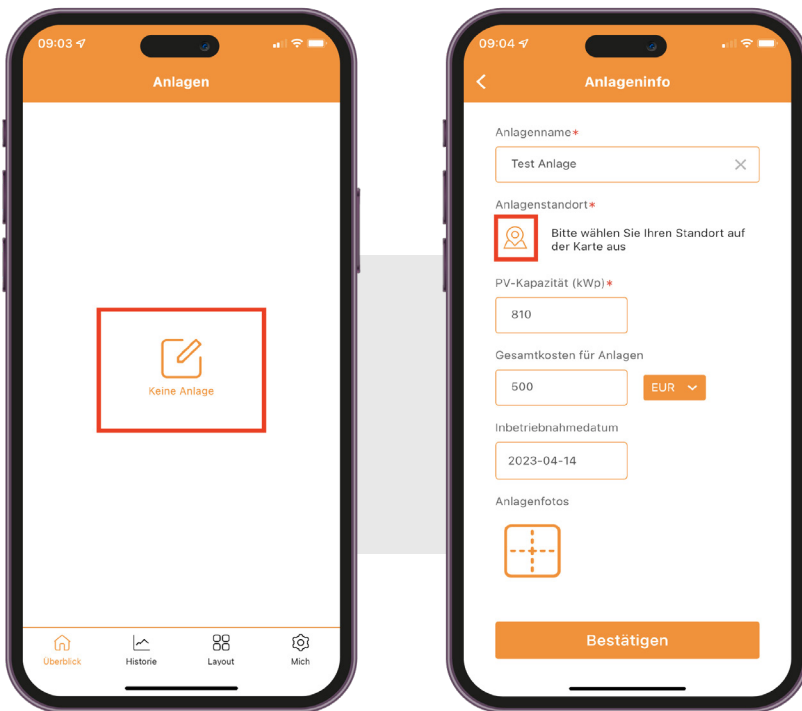 09:03
Anlagen
Keine Anlage
Überblick
Historie
Layout
Mich
09:04
Anlageninfo
Anlagenname*
Test Anlage
Anlagenstandort*
Bitte wählen Sie Ihren Standort auf
der Karte aus
PV-Kapazität (kWp)*
810
Gesamtkosten für Anlagen
500
EUR
Inbetriebnahmedatum
2023-04-14
Anlagenfotos
Bestätigen